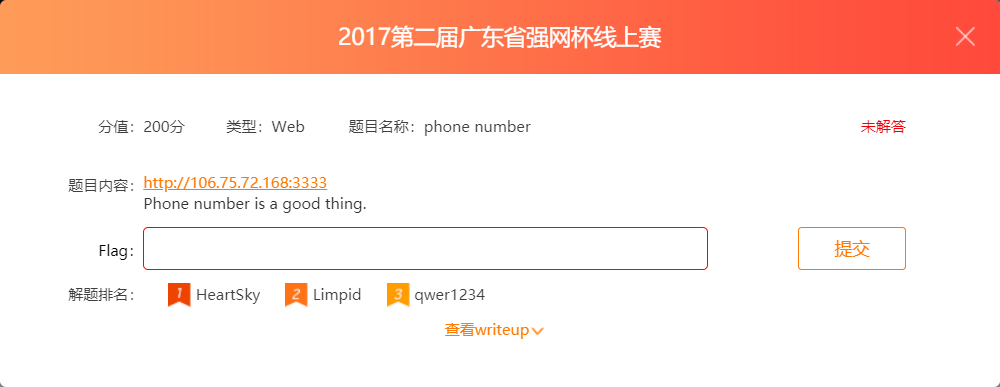 2017第二届广东省强网杯线上赛
分值：200分 类型：Web 题目名称：phone number 未解答
题目内容：http://106.75.72.168:3333
Phone number is a good thing.
Flag： 提交
解题排名： 1 HeartSky 2 Limpid 3 qwer1234
查看writeup